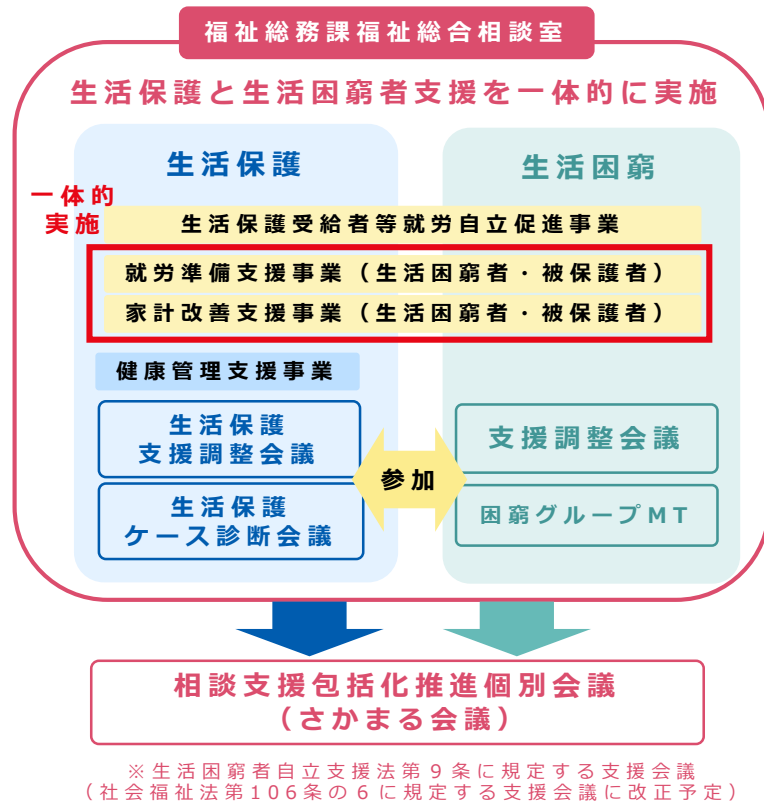 福祉総務課福祉総合相談室
生活保護と生活困窮者支援を一体的に実施
生活保護
生活困窮
一体的
実施
生活保護受給者等就労自立促進事業
就労準備支援事業（生活困窮者・被保護者）
家計改善支援事業（生活困窮者・被保護者）
健康管理支援事業
生活保護
支援調整会議
支援調整会議
参加
生活保護
ケース診断会議
困窮グループMT
相談支援包括化推進個別会議
（さかまる会議）
※生活困窮者自立支援法第９条に規定する支援会議
（社会福祉法第106条の６に規定する支援会議に改正予定）